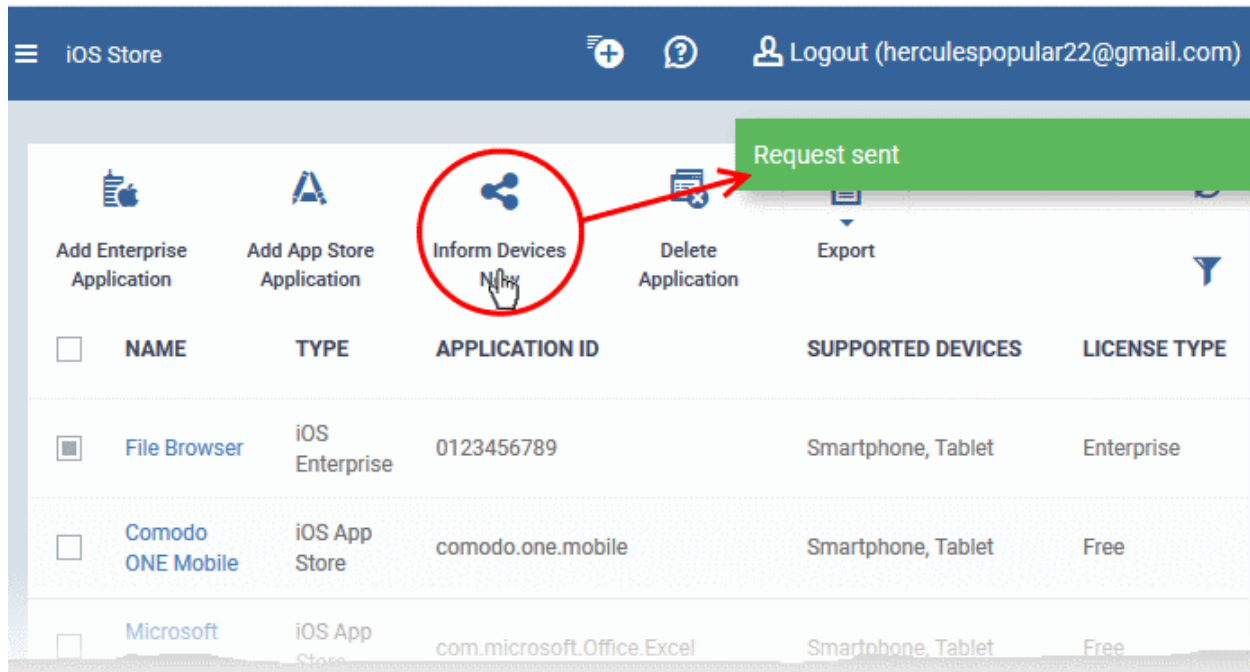 iOS Store
Logout (herculespopular22@gmail.com)
Request sent
Add Enterprise
Application
Add App Store
Application
Inform Devices
Now
Delete
Application
Export
NAME TYPE APPLICATION ID SUPPORTED DEVICES LICENSE TYPE
File Browser iOS
Enterprise 0123456789 Smartphone, Tablet Enterprise
Comodo
ONE Mobile iOS App
Store comodo.one.mobile Smartphone, Tablet Free
Microsoft iOS App
Store com.microsoft.Office.Excel Smartphone, Tablet Free